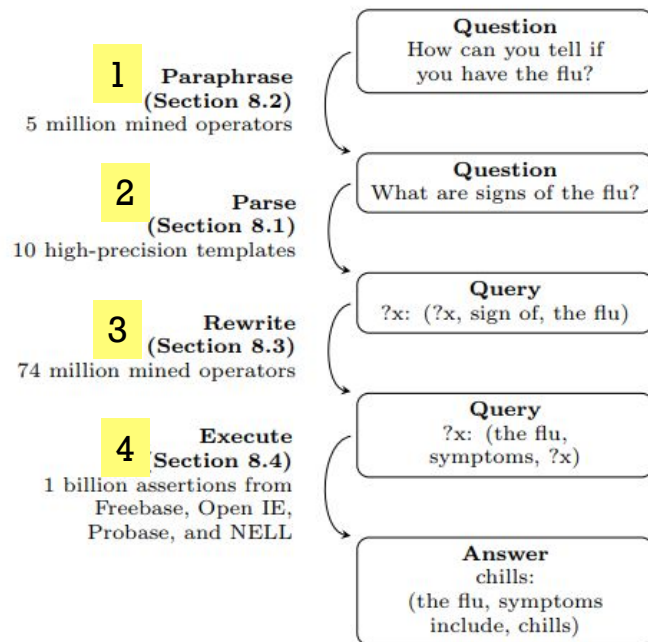 Question
How can you tell if
you have the flu?
1
Paraphrase
(Section 8.2)
5 million mined operators
Question
What are signs of the flu?
2
Parse
(Section 8.1)
10 high-precision templates
Query
?x: (?x, sign of, the flu)
3
Rewrite
(Section 8.3)
74 million mined operators
Query
?x: (the flu,
symptoms, ?x)
4
Execute
(Section 8.4)
1 billion assertions from
Freebase, Open IE,
Probase, and NELL
Answer
chills:
(the flu, symptoms
include, chills)